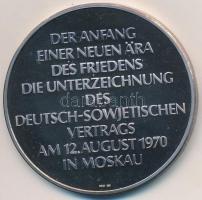 DER ANFANG
EINER NEUEN ÄRA
DES FRIEDENS
DIE UNTERZEICHNUNG
DES
DEUTSCH-SOWJETISCHEN
VERTRAGS
AM 12. AUGUST 1970
IN MOSKAU